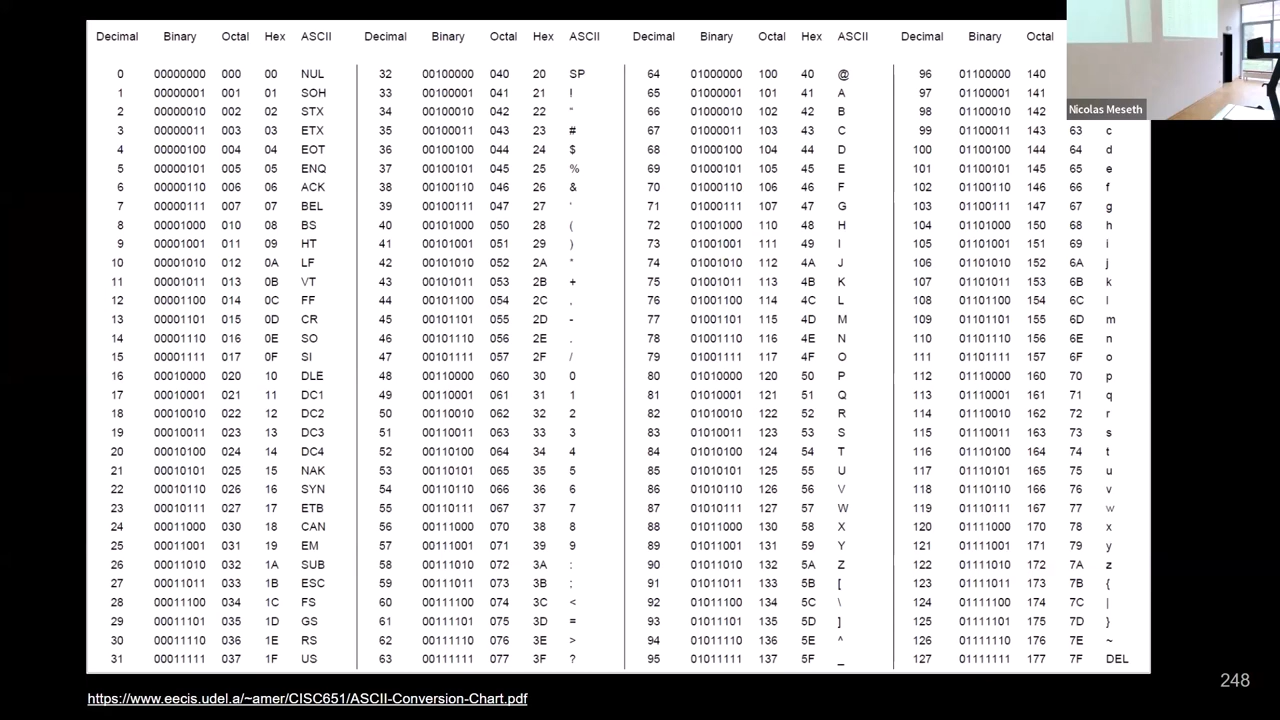 Decimal Binary Octal Hex ASCII Decimal Binary Octal Hex ASCII Decimal Binary Octal Hex ASCII Decimal Binary Octal
0 00000000 000 00 NUL 32 00100000 040 20 SP 64 01000000 100 40 @ 96 01100000 140
1 00000001 001 01 SOH 33 00100001 041 21 ! 65 01000001 101 41 A 97 01100001 141
2 00000010 002 02 STX 34 00100010 042 22 “ 66 01000010 102 42 B 98 01100010 142
Nicolas Meseth
3 00000011 003 03 ETX 35 00100011 043 23 # 67 01000011 103 43 C 99 01100011 143 63 c
4 00000100 004 04 EOT 36 00100100 044 24 $ 68 01000100 104 44 D 100 01100100 144 64 d
5 00000101 005 05 ENQ 37 00100101 045 25 % 69 01000101 105 45 E 101 01100101 145 65 e
6 00000110 006 06 ACK 38 00100110 046 26 & 70 01000110 106 46 F 102 01100110 146 66 f
7 00000111 007 07 BEL 39 00100111 047 27 ' 71 01000111 107 47 G 103 01100111 147 67 g
8 00001000 010 08 BS 40 00101000 050 28 ( 72 01001000 110 48 H 104 01101000 150 68 h
9 00001001 011 09 HT 41 00101001 051 29 ) 73 01001001 111 49 I 105 01101001 151 69 i
10 00001010 012 0A LF 42 00101010 052 2A * 74 01001010 112 4A J 106 01101010 152 6A j
11 00001011 013 0B VT 43 00101011 053 2B + 75 01001011 113 4B K 107 01101011 153 6B k
12 00001100 014 0C FF 44 00101100 054 2C , 76 01001100 114 4C L 108 01101100 154 6C l
13 00001101 015 0D CR 45 00101101 055 2D - 77 01001101 115 4D M 109 01101101 155 6D m
14 00001110 016 0E SO 46 00101110 056 2E . 78 01001110 116 4E N 110 01101110 156 6E n
15 00001111 017 0F SI 47 00101111 057 2F / 79 01001111 117 4F O 111 01101111 157 6F o
16 00010000 020 10 DLE 48 00110000 060 30 0 80 01010000 120 50 P 112 01110000 160 70 p
17 00010001 021 11 DC1 49 00110001 061 31 1 81 01010001 121 51 Q 113 01110001 161 71 q
18 00010010 022 12 DC2 50 00110010 062 32 2 82 01010010 122 52 R 114 01110010 162 72 r
19 00010011 023 13 DC3 51 00110011 063 33 3 83 01010011 123 53 S 115 01110011 163 73 s
20 00010100 024 14 DC4 52 00110100 064 34 4 84 01010100 124 54 T 116 01110100 164 74 t
21 00010101 025 15 NAK 53 00110101 065 35 5 85 01010101 125 55 U 117 01110101 165 75 u
22 00010110 026 16 SYN 54 00110110 066 36 6 86 01010110 126 56 V 118 01110110 166 76 v
23 00010111 027 17 ETB 55 00110111 067 37 7 87 01010111 127 57 W 119 01110111 167 77 w
24 00011000 030 18 CAN 56 00111000 070 38 8 88 01011000 130 58 X 120 01111000 170 78 x
25 00011001 031 19 EM 57 00111001 071 39 9 89 01011001 131 59 Y 121 01111001 171 79 y
26 00011010 032 1A SUB 58 00111010 072 3A : 90 01011010 132 5A Z 122 01111010 172 7A z
27 00011011 033 1B ESC 59 00111011 073 3B ; 91 01011011 133 5B [ 123 01111011 173 7B {
28 00011100 034 1C FS 60 00111100 074 3C < 92 01011100 134 5C \ 124 01111100 174 7C |
29 00011101 035 1D GS 61 00111101 075 3D = 93 01011101 135 5D ] 125 01111101 175 7D }
30 00011110 036 1E RS 62 00111110 076 3E > 94 01011110 136 5E ^ 126 01111110 176 7E ~
31 00011111 037 1F US 63 00111111 077 3F ? 95 01011111 137 5F _ 127 01111111 177 7F DEL
248
https://www.eecis.udel.a/~amer/CISC651/ASCII-Conversion-Chart.pdf